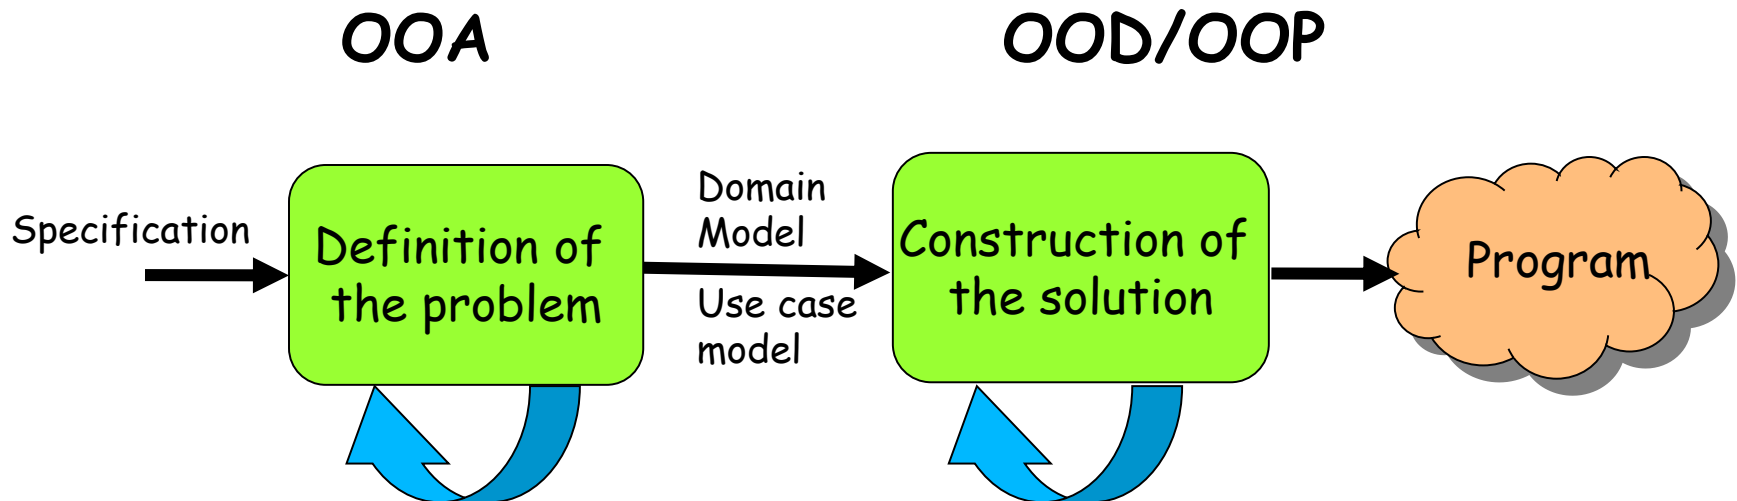 OOA
OOD/OOP
Specification
Definition of
the problem
Domain
Model
Use case
model
Construction of
the solution
Program